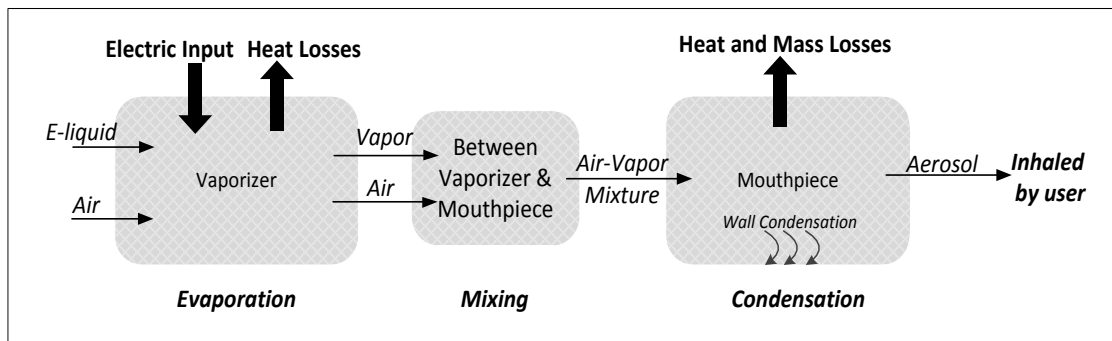 Electric Input
Heat Losses
Heat and Mass Losses
E-liquid
Air
Vaporizer
Vapor
Air
Between
Vaporizer &
Mouthpiece
Air-Vapor
Mixture
Mouthpiece
Wall Condensation
Aerosol
Inhaled
by user
Evaporation
Mixing
Condensation